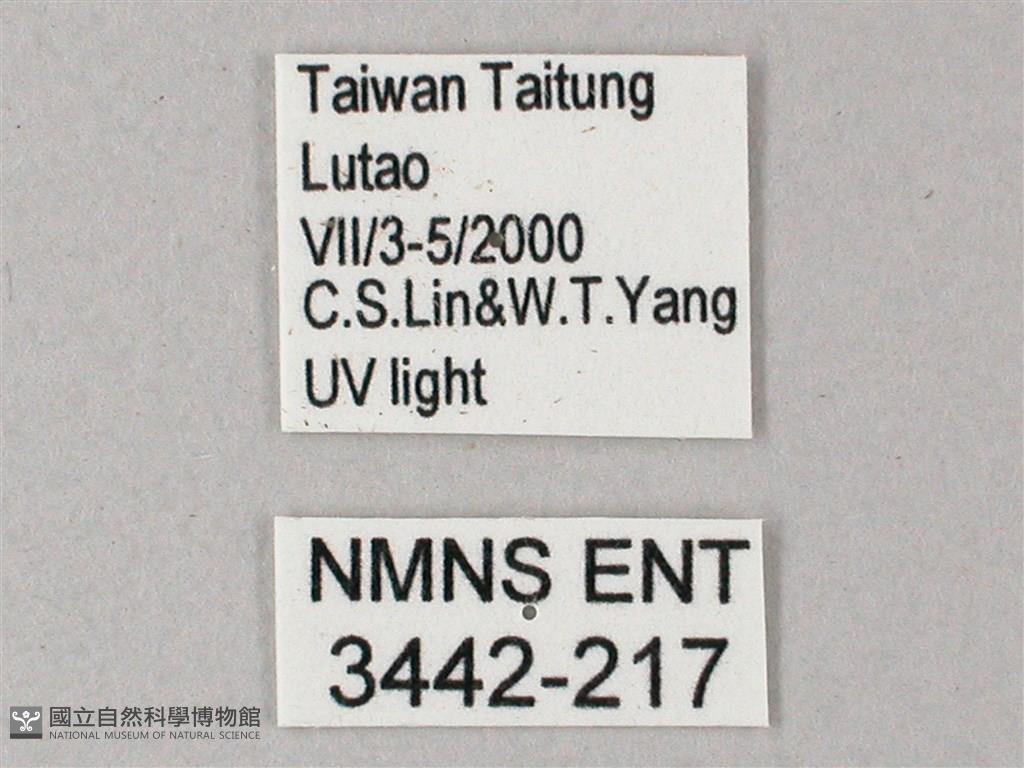 Taiwan Taitung
Lutao
VII/3-5/2000
C.S.Lin&W.T.Yang
UV light
NMNS ENT
3442-217
國立自然科學博物館
NATIONAL MUSEUM OF NATURAL SCIENCE